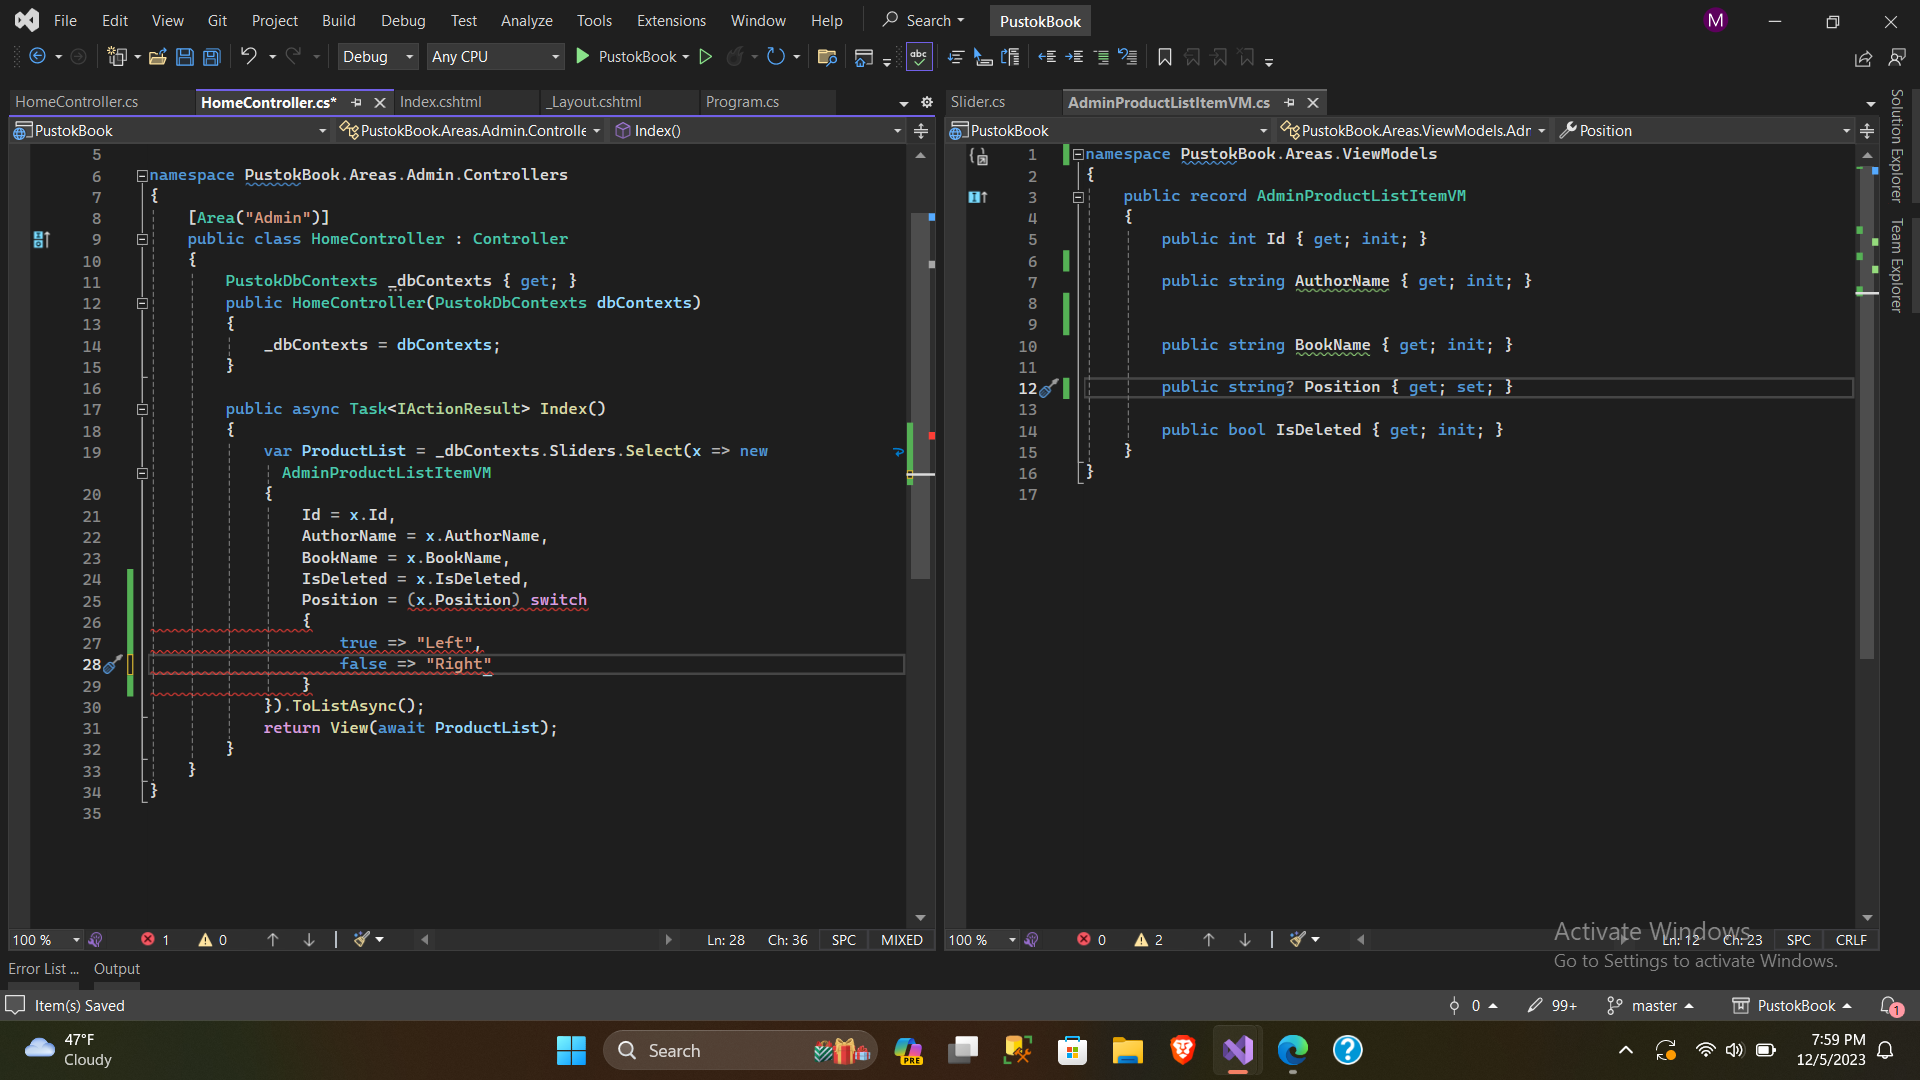 File Edit View Git Project Build Debug Test Analyze Tools Extensions Window Help Search PustokBook M
Debug Any CPU PustokBook abc
HomeController.cs HomeController.cs* Index.cshtml _Layout.cshtml Program.cs
PustokBook PustokBook.Areas.Admin.Controlle Index()
5
6 namespace PustokBook.Areas.Admin.Controllers
7 {
8 [Area("Admin")]
9 public class HomeController : Controller
10 {
11 PustokDbContexts _dbContexts { get; }
12 public HomeController(PustokDbContexts dbContexts)
13 {
14 _dbContexts = dbContexts;
15 }
16
17 public async Task<IActionResult> Index()
18 {
19 var ProductList = _dbContexts.Sliders.Select(x => new
AdminProductListItemVM
20 {
21 Id = x.Id,
22 AuthorName = x.AuthorName,
23 BookName = x.BookName,
24 IsDeleted = x.IsDeleted,
25 Position = (x.Position) switch
26 {
27 true => "Left",
28 false => "Right"
29 }
30 }).ToListAsync();
31 return View(await ProductList);
32 }
33 }
34 }
35
100 % 1 0 Ln: 28 Ch: 36 SPC MIXED
Slider.cs AdminProductListItemVM.cs
PustokBook PustokBook.Areas.ViewModels.Adr Position
1 namespace PustokBook.Areas.ViewModels
2 {
3 public record AdminProductListItemVM
4 {
5 public int Id { get; init; }
6
7 public string AuthorName { get; init; }
8
9
10 public string BookName { get; init; }
11
12 public string? Position { get; set; }
13
14 public bool IsDeleted { get; init; }
15 }
16 }
17
100 % 0 2 Ln: 12 Ch: 23 SPC CRLF
Solution Explorer
Team Explorer
Activate Windows
Go to Settings to activate Windows.
Error List ... Output
Item(s) Saved 0 99+ master PustokBook 1
47°F
Cloudy
Search
PRE
7:59 PM
12/5/2023